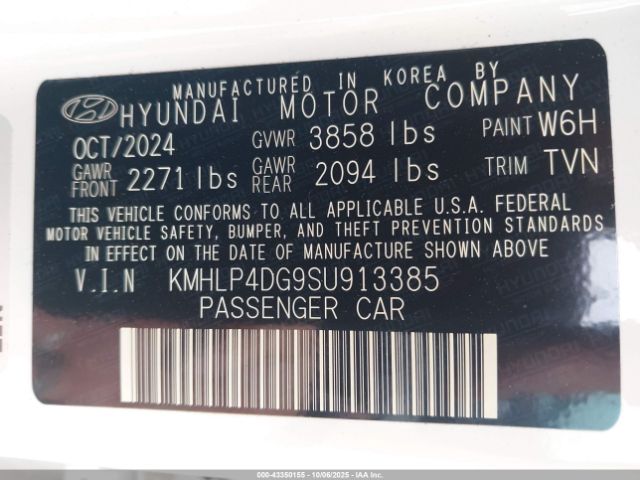 MANUFACTURED IN KOREA BY
HYUNDAI MOTOR COMPANY
OCT/2024 GVWR 3858 lbs PAINT W6H
GAWR FRONT 2271 lbs GAWR REAR 2094 lbs TRIM TVN
THIS VEHICLE CONFORMS TO ALL APPLICABLE U.S.A. FEDERAL
MOTOR VEHICLE SAFETY, BUMPER, AND THEFT PREVENTION STANDARDS
IN EFFECT ON THE DATE OF MANUFACTURE SHOWN ABOVE
V.I.N KMHLP4DG9SU913385
PASSENGER CAR
000-43350155 - 10/06/2025 - IAAI.COM